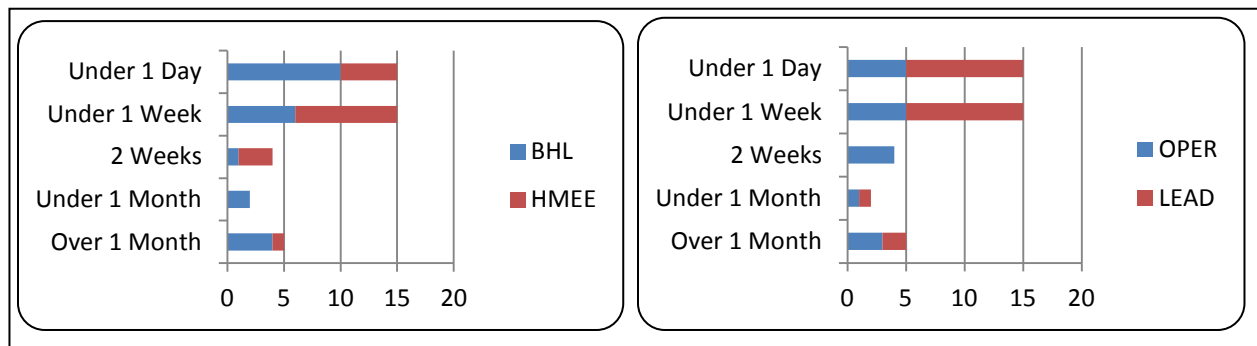 Under 1 Day
Under 1 Week
2 Weeks
Under 1 Month
Over 1 Month
0 5 10 15 20
BHL
HMEE
Under 1 Day
Under 1 Week
2 Weeks
Under 1 Month
Over 1 Month
0 5 10 15 20
OPER
LEAD